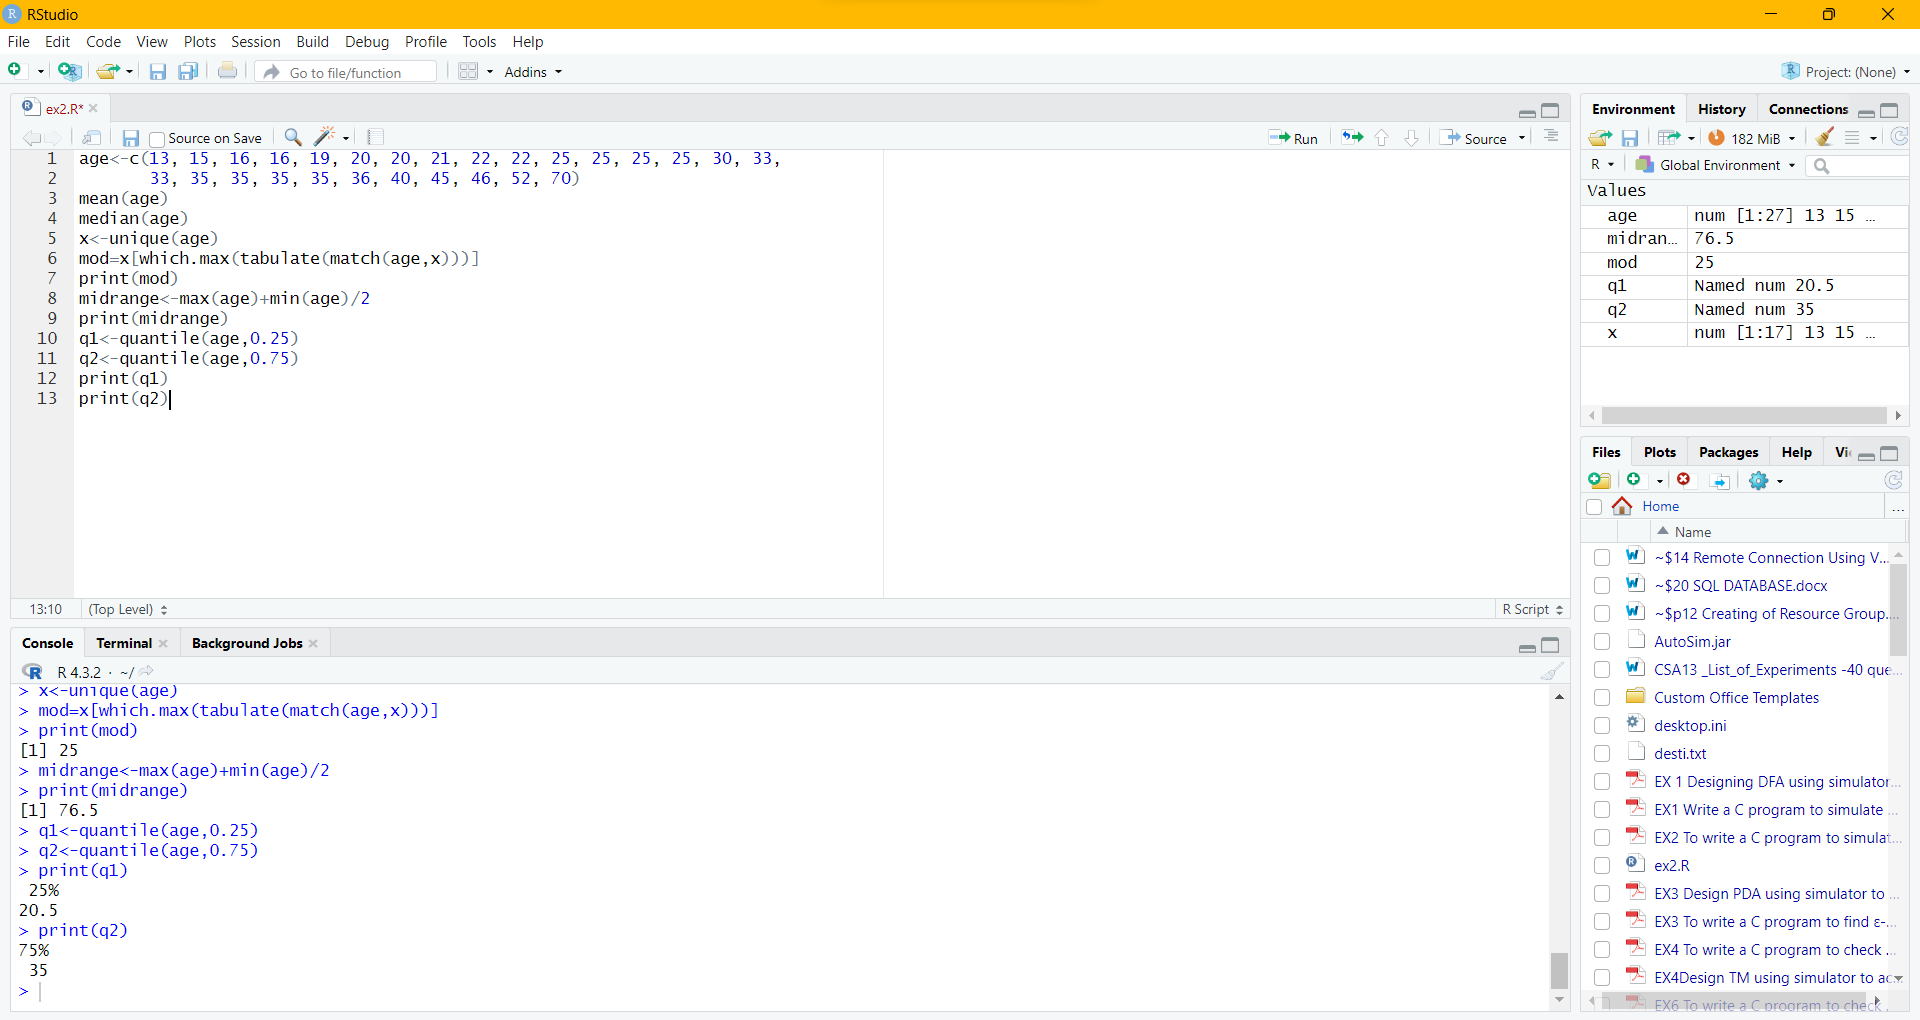 RStudio
File Edit Code View Plots Session Build Debug Profile Tools Help
Go to file/function Addins Project: (None)
ex2.R*
Source on Save Run Source
1 age<-c(13, 15, 16, 16, 19, 20, 20, 21, 22, 22, 25, 25, 25, 25, 30, 33,
2 33, 35, 35, 35, 35, 36, 40, 45, 46, 52, 70)
3 mean(age)
4 median(age)
5 x<-unique(age)
6 mod=x[which.max(tabulate(match(age,x)))]
7 print(mod)
8 midrange<-max(age)+min(age)/2
9 print(midrange)
10 q1<-quantile(age,0.25)
11 q2<-quantile(age,0.75)
12 print(q1)
13 print(q2)
13:10 (Top Level) R Script
Console Terminal Background Jobs
R 4.3.2 · ~/
> x<-unique(age)
> mod=x[which.max(tabulate(match(age,x)))]
> print(mod)
[1] 25
> midrange<-max(age)+min(age)/2
> print(midrange)
[1] 76.5
> q1<-quantile(age,0.25)
> q2<-quantile(age,0.75)
> print(q1)
25%
20.5
> print(q2)
75%
35
>
Environment History Connections
182 MiB
R Global Environment
Values
age num [1:27] 13 15 …
midran… 76.5
mod 25
q1 Named num 20.5
q2 Named num 35
x num [1:17] 13 15 …
Files Plots Packages Help Vi
Home ...
Name
~$14 Remote Connection Using V...
~$20 SQL DATABASE.docx
~$p12 Creating of Resource Group....
AutoSim.jar
CSA13 _List_of_Experiments -40 que...
Custom Office Templates
desktop.ini
desti.txt
EX 1 Designing DFA using simulator...
EX1 Write a C program to simulate ...
EX2 To write a C program to simulat...
ex2.R
EX3 Design PDA using simulator to ...
EX3 To write a C program to find ε-...
EX4 To write a C program to check ...
EX4Design TM using simulator to ac...
EX6 To write a C program to check